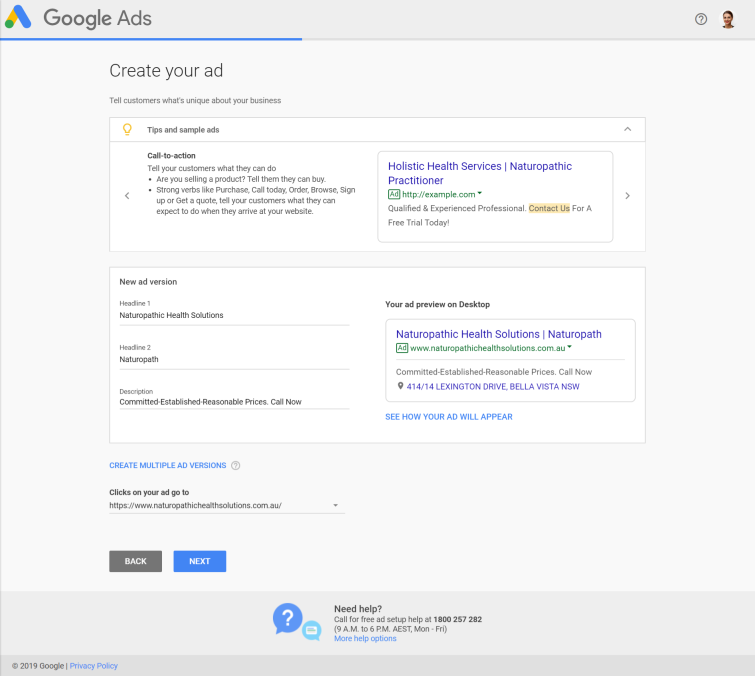 Google Ads
Create your ad
Tell customers what's unique about your business
Tips and sample ads
Call-to-action
Tell your customers what they can do
• Are you selling a product? Tell them they can buy.
• Strong verbs like Purchase, Call today, Order, Browse, Sign
up or Get a quote, tell your customers what they can
expect to do when they arrive at your website.
Holistic Health Services | Naturopathic
Practitioner
Ad http://example.com
Qualified & Experienced Professional. Contact Us For A
Free Trial Today!
New ad version
Headline 1
Naturopathic Health Solutions
Headline 2
Naturopath
Description
Committed-Established-Reasonable Prices. Call Now
Your ad preview on Desktop
Naturopathic Health Solutions | Naturopath
Ad www.naturopathichealthsolutions.com.au
Committed-Established-Reasonable Prices. Call Now
414/14 LEXINGTON DRIVE, BELLA VISTA NSW
SEE HOW YOUR AD WILL APPEAR
CREATE MULTIPLE AD VERSIONS ?
Clicks on your ad go to
https://www.naturopathichealthsolutions.com.au/
BACK
NEXT
Need help?
Call for free ad setup help at 1800 257 282
(9 A.M. to 6 P.M. AEST, Mon - Fri)
More help options
© 2019 Google | Privacy Policy